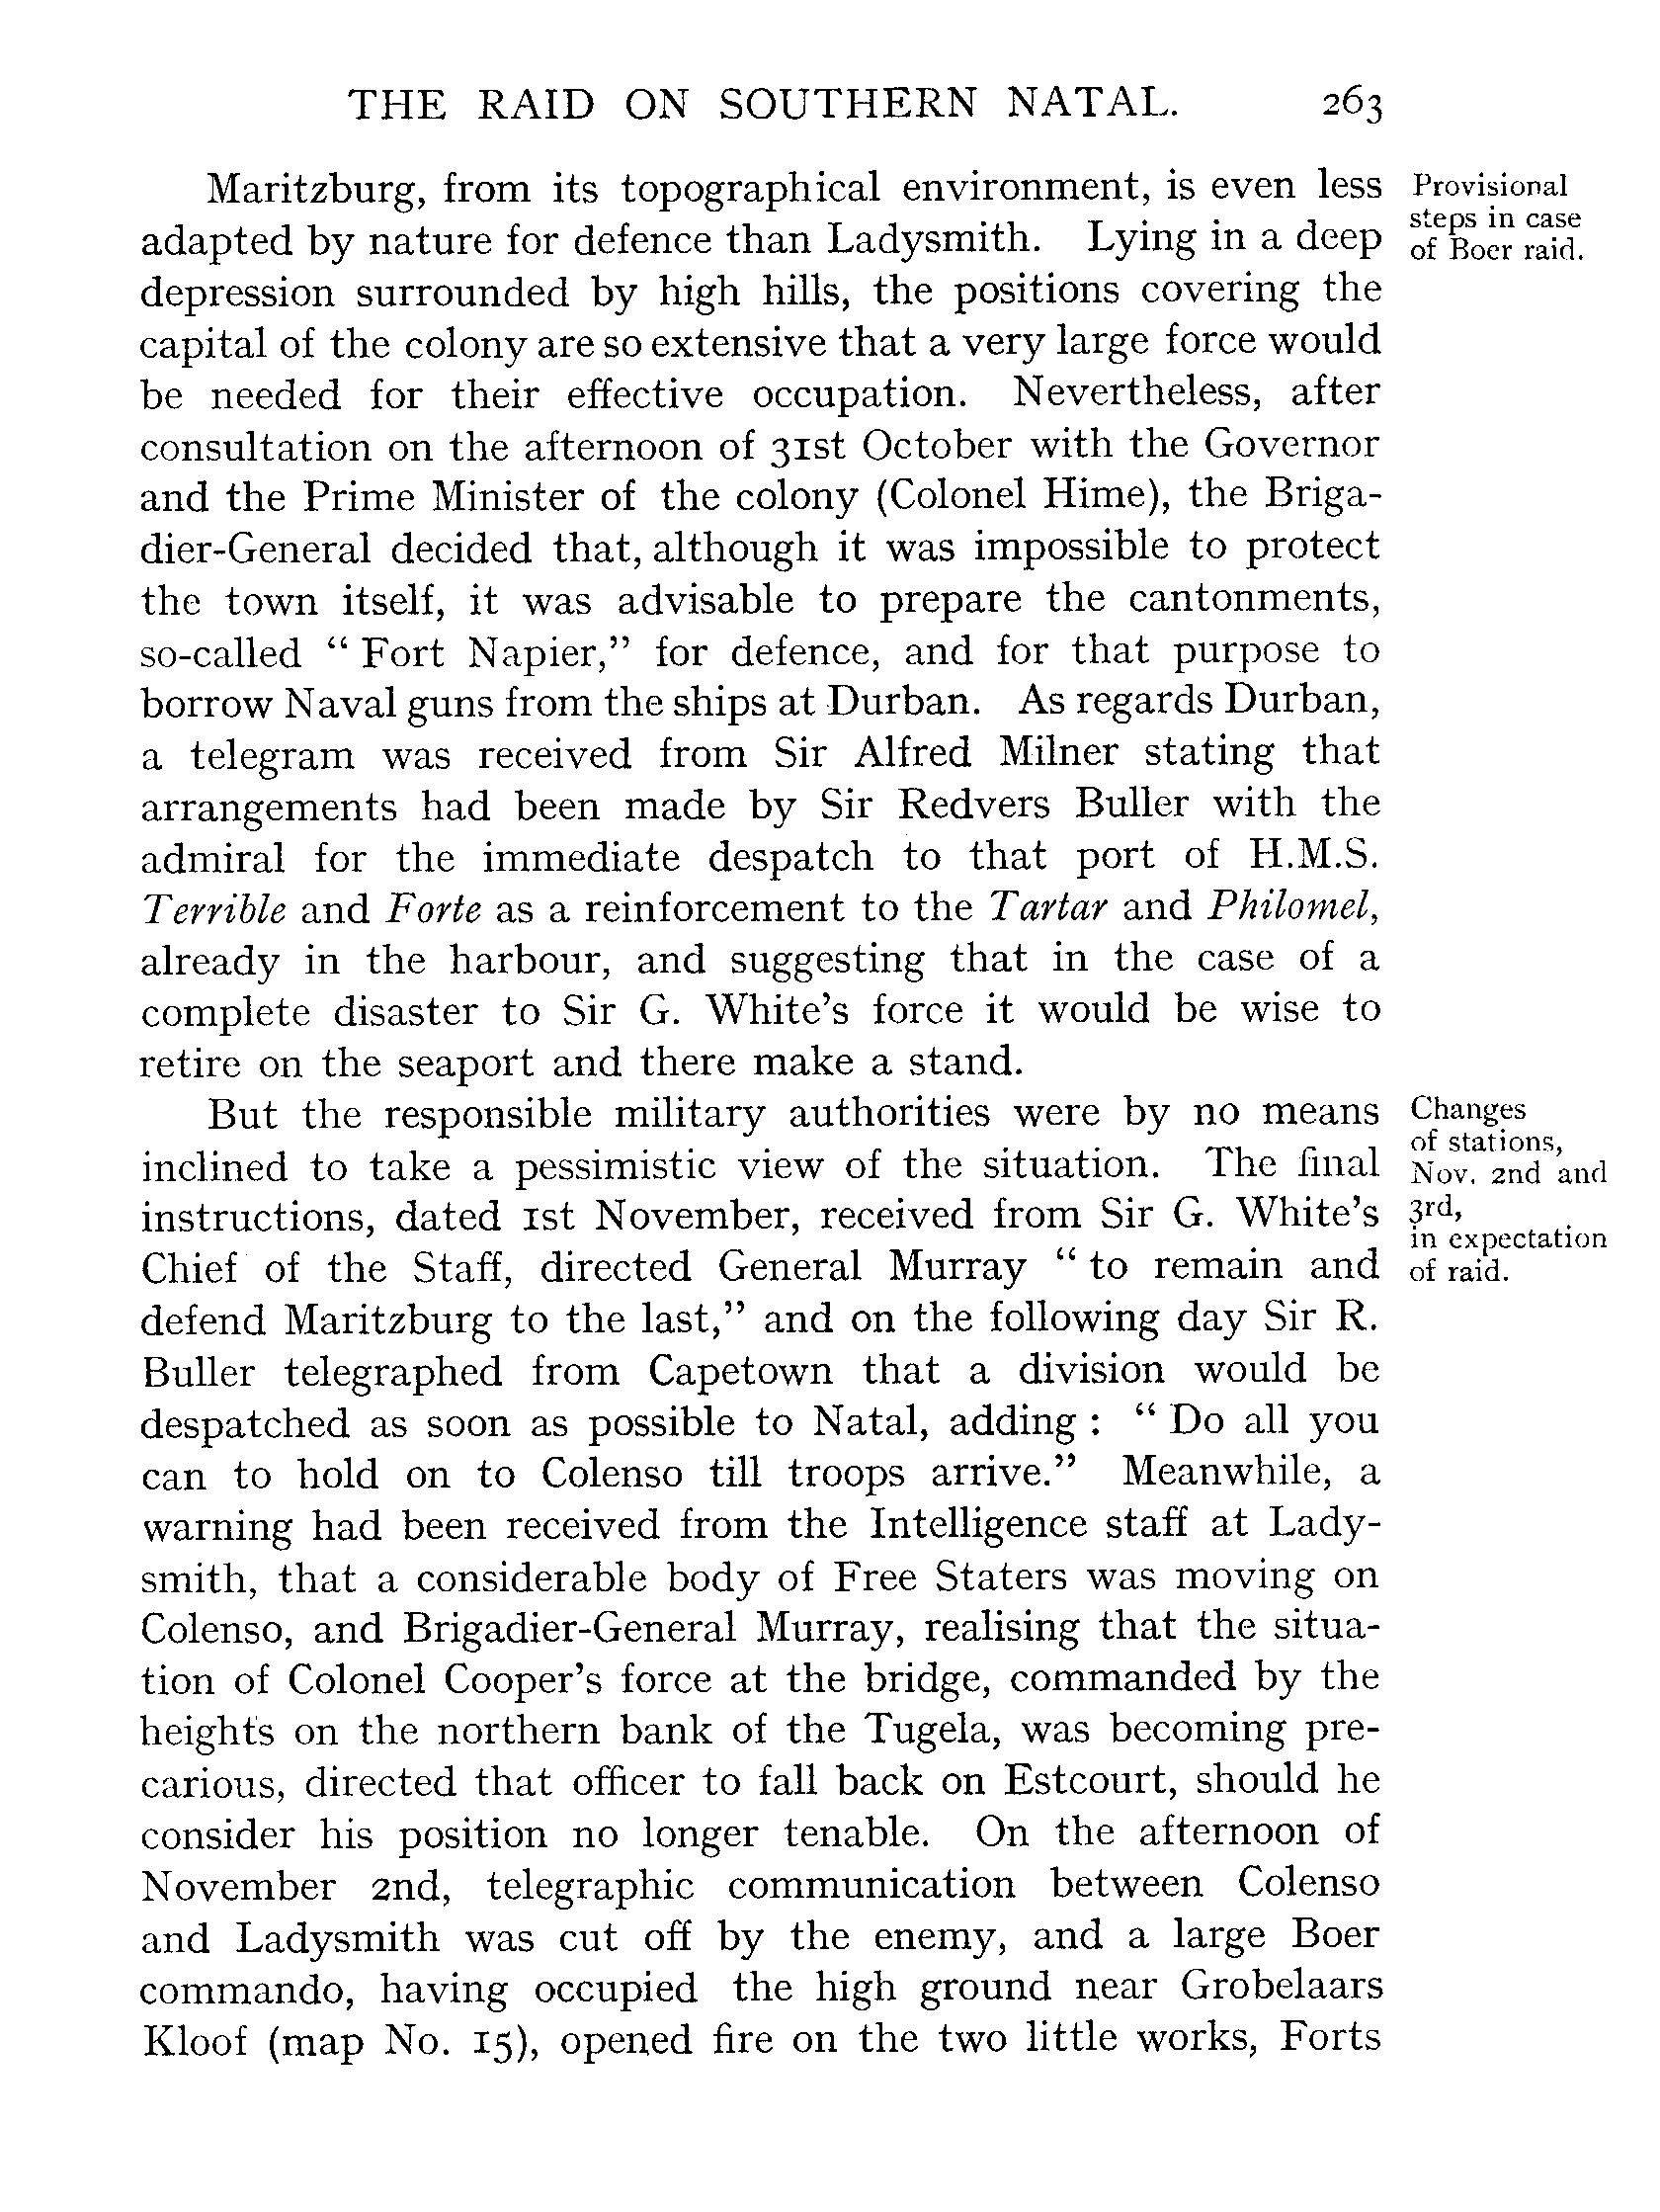 THE RAID ON SOUTHERN NATAL. 263
Maritzburg, from its topographical environment, is even less
adapted by nature for defence than Ladysmith. Lying in a deep
depression surrounded by high hills, the positions covering the
capital of the colony are so extensive that a very large force would
be needed for their effective occupation. Nevertheless, after
consultation on the afternoon of 31st October with the Governor
and the Prime Minister of the colony (Colonel Hime), the Briga-
dier-General decided that, although it was impossible to protect
the town itself, it was advisable to prepare the cantonments,
so-called “ Fort Napier,” for defence, and for that purpose to
borrow Naval guns from the ships at Durban. As regards Durban,
a telegram was received from Sir Alfred Milner stating that
arrangements had been made by Sir Redvers Buller with the
admiral for the immediate despatch to that port of H.M.S.
Terrible and Forte as a reinforcement to the Tartar and Philomel,
already in the harbour, and suggesting that in the case of a
complete disaster to Sir G. White’s force it would be wise to
retire on the seaport and there make a stand.
Provisional
steps in case
of Boer raid.
But the responsible military authorities were by no means
inclined to take a pessimistic view of the situation. The final
instructions, dated 1st November, received from Sir G. White’s
Chief of the Staff, directed General Murray “ to remain and
defend Maritzburg to the last,” and on the following day Sir R.
Buller telegraphed from Capetown that a division would be
despatched as soon as possible to Natal, adding : “ Do all you
can to hold on to Colenso till troops arrive.” Meanwhile, a
warning had been received from the Intelligence staff at Lady-
smith, that a considerable body of Free Staters was moving on
Colenso, and Brigadier-General Murray, realising that the situa-
tion of Colonel Cooper’s force at the bridge, commanded by the
heights on the northern bank of the Tugela, was becoming pre-
carious, directed that officer to fall back on Estcourt, should he
consider his position no longer tenable. On the afternoon of
November 2nd, telegraphic communication between Colenso
and Ladysmith was cut off by the enemy, and a large Boer
commando, having occupied the high ground near Grobelaars
Kloof (map No. 15), opened fire on the two little works, Forts
Changes
of stations,
Nov. 2nd and
3rd,
in expectation
of raid.